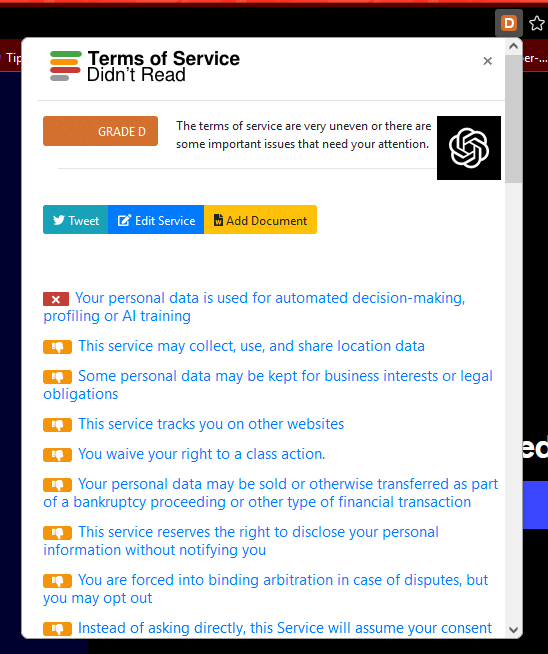 D
Tip
er-...
Terms of Service
Didn't Read
×
GRADE D
The terms of service are very uneven or there are
some important issues that need your attention.
Tweet
Edit Service
Add Document
Your personal data is used for automated decision-making,
profiling or AI training
This service may collect, use, and share location data
Some personal data may be kept for business interests or legal
obligations
This service tracks you on other websites
You waive your right to a class action.
Your personal data may be sold or otherwise transferred as part
of a bankruptcy proceeding or other type of financial transaction
This service reserves the right to disclose your personal
information without notifying you
ed
You are forced into binding arbitration in case of disputes, but
you may opt out
Instead of asking directly, this Service will assume your consent